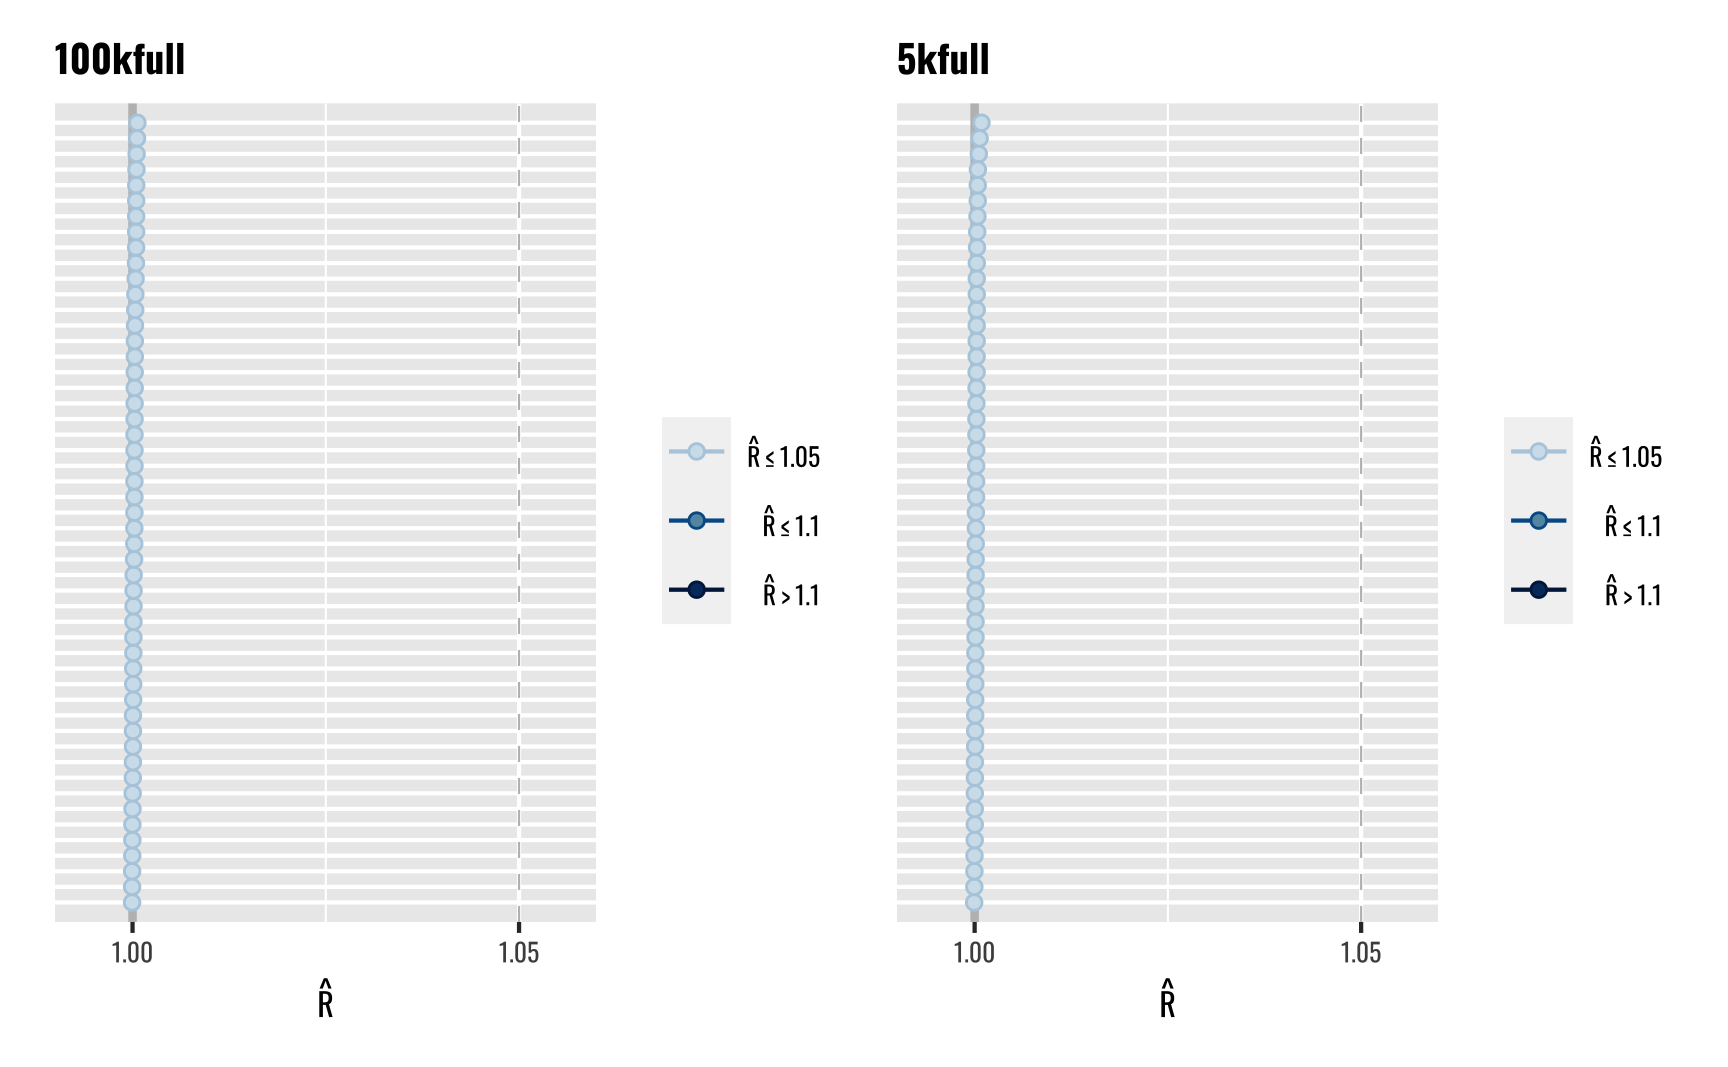 100kfull
R̂ ≤ 1.05
R̂ ≤ 1.1
R̂ > 1.1
1.00 1.05
R̂
5kfull
R̂ ≤ 1.05
R̂ ≤ 1.1
R̂ > 1.1
1.00 1.05
R̂